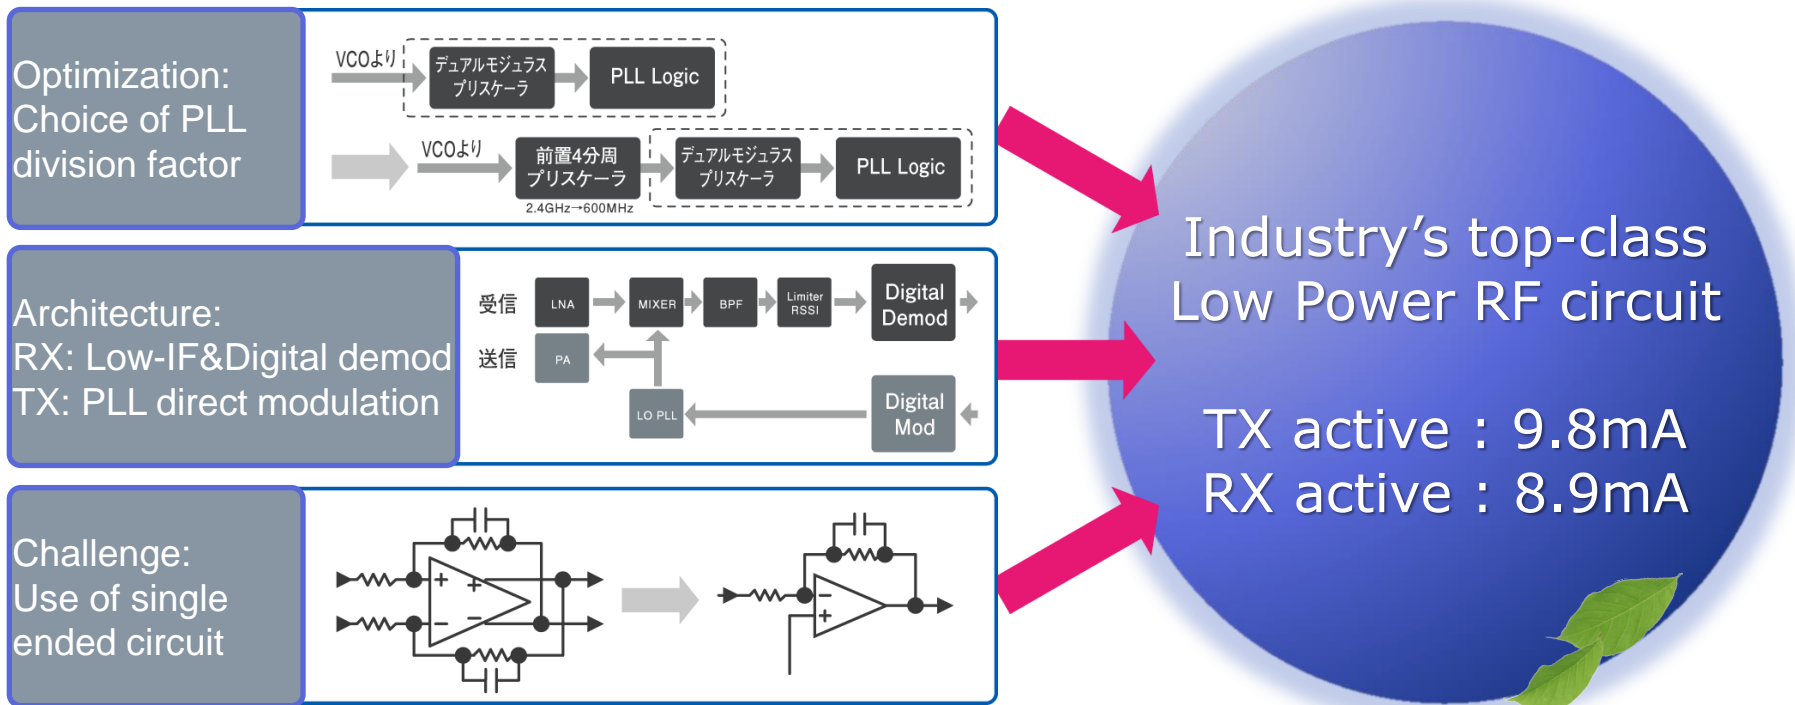 Optimization:
Choice of PLL
division factor
VCOより
デュアルモジュラス
プリスケーラ
PLL Logic
VCOより
前置4分周
プリスケーラ
2.4GHz→600MHz
デュアルモジュラス
プリスケーラ
PLL Logic
Architecture:
RX: Low-IF&Digital demod
TX: PLL direct modulation
受信
LNA
MIXER
BPF
Limiter
RSSI
Digital
Demod
送信
PA
LO PLL
Digital
Mod
Challenge:
Use of single
ended circuit
+
+
−
−
−
+
Industry’s top-class
Low Power RF circuit
TX active : 9.8mA
RX active : 8.9mA